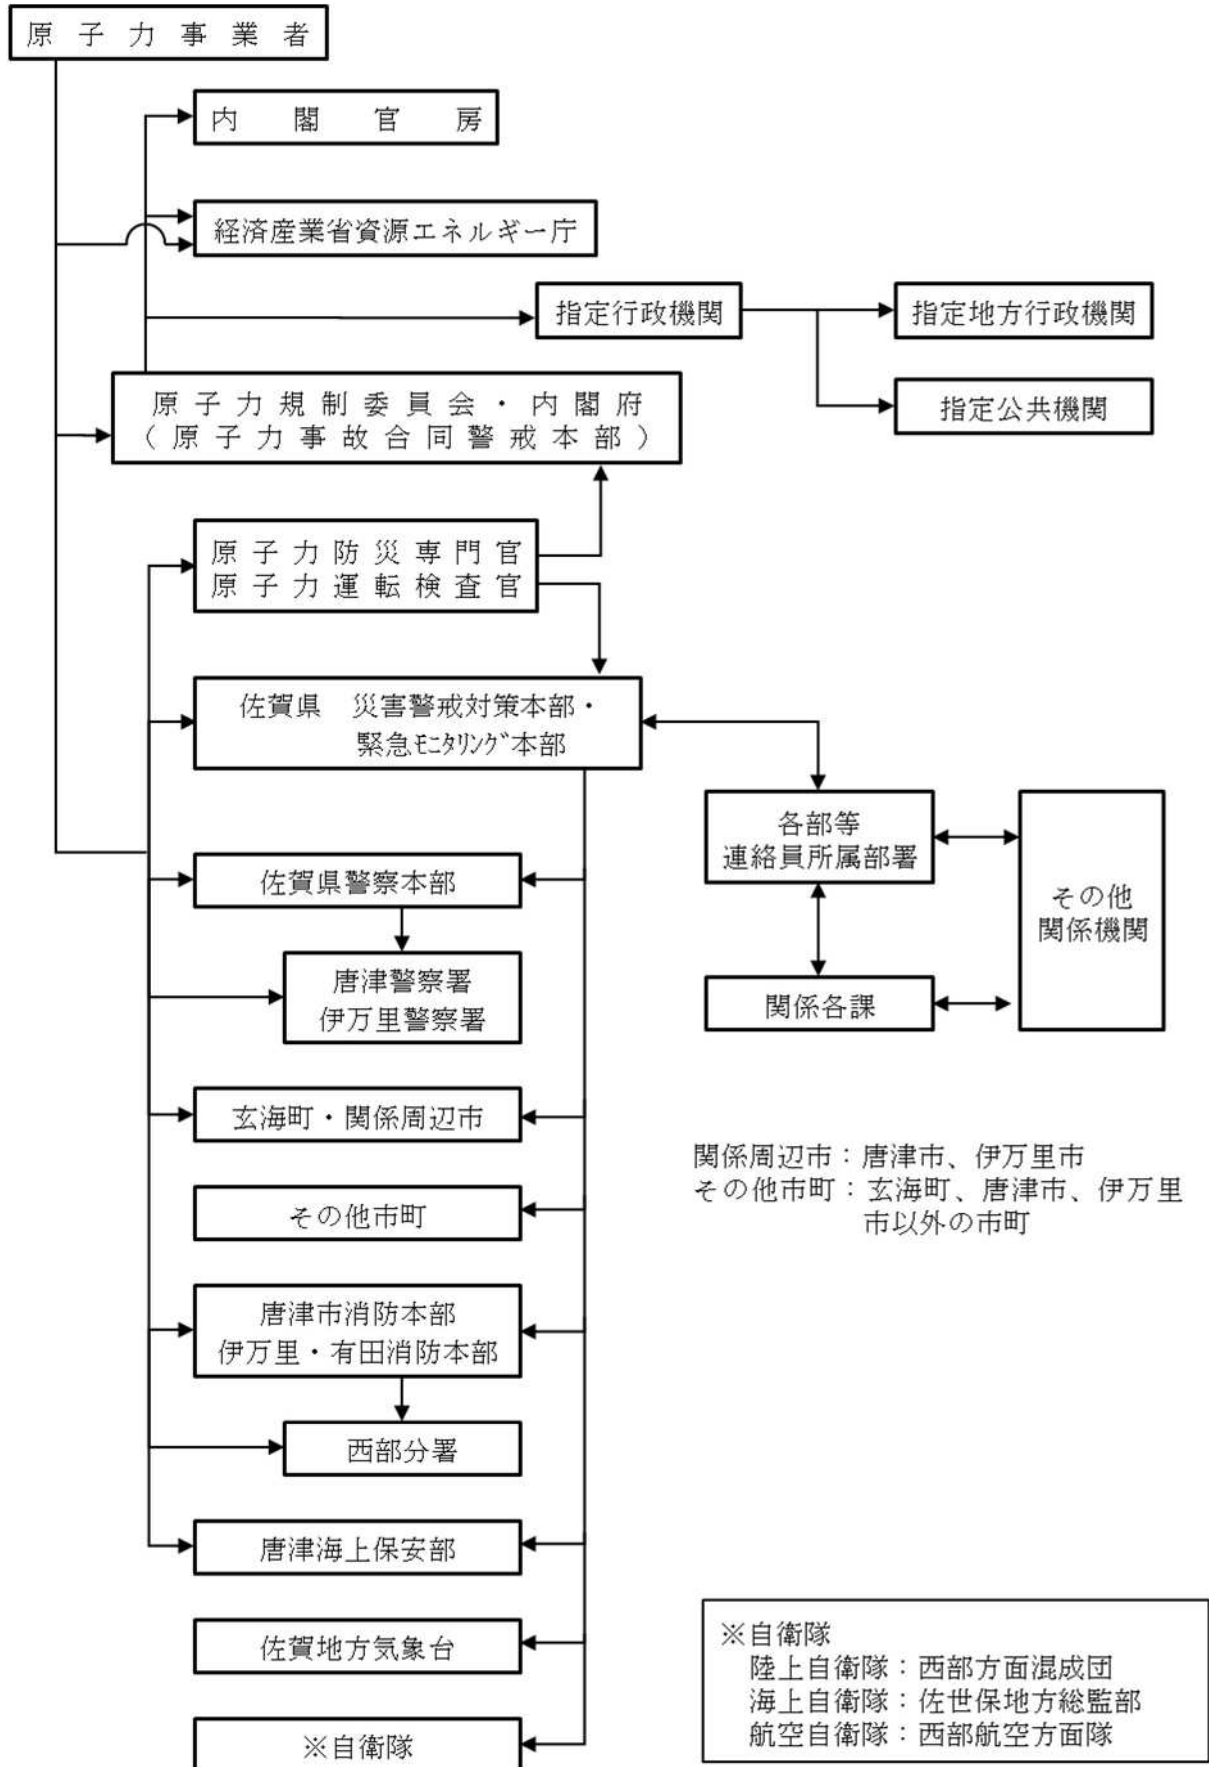 原子力事業者
内閣官房
経済産業省資源エネルギー庁
指定行政機関
指定地方行政機関
指定公共機関
原子力規制委員会・内閣府
（原子力事故合同警戒本部）
原子力防災専門官
原子力運転検査官
佐賀県　災害警戒対策本部・
緊急ﾓﾆﾀﾘﾝｸﾞ本部
各部等
連絡員所属部署
その他
関係機関
佐賀県警察本部
唐津警察署
伊万里警察署
関係各課
玄海町・関係周辺市
その他市町
関係周辺市：唐津市、伊万里市
その他市町：玄海町、唐津市、伊万里
市以外の市町
唐津市消防本部
伊万里・有田消防本部
西部分署
唐津海上保安部
佐賀地方気象台
※自衛隊
※自衛隊
陸上自衛隊：西部方面混成団
海上自衛隊：佐世保地方総監部
航空自衛隊：西部航空方面隊